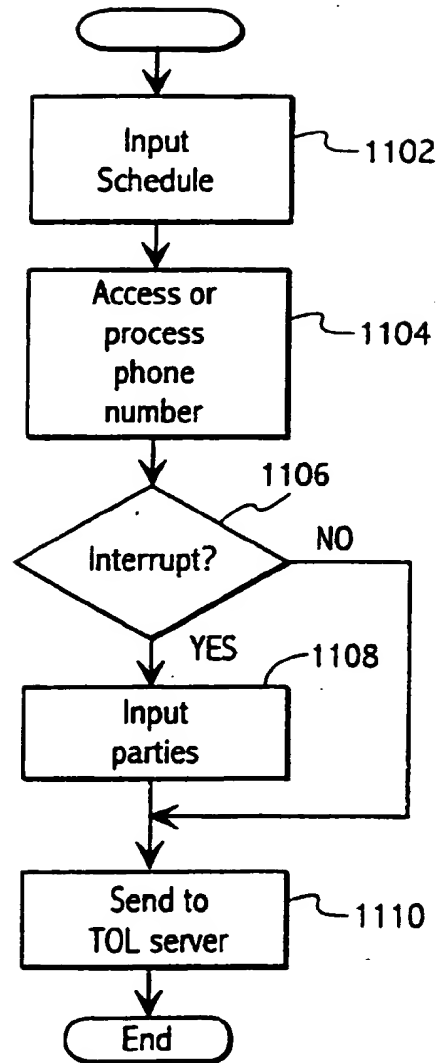 Input
Schedule
1102
Access or
process
phone
number
1104
1106
Interrupt?
NO
YES
1108
Input
parties
Send to
TOL server
1110
End